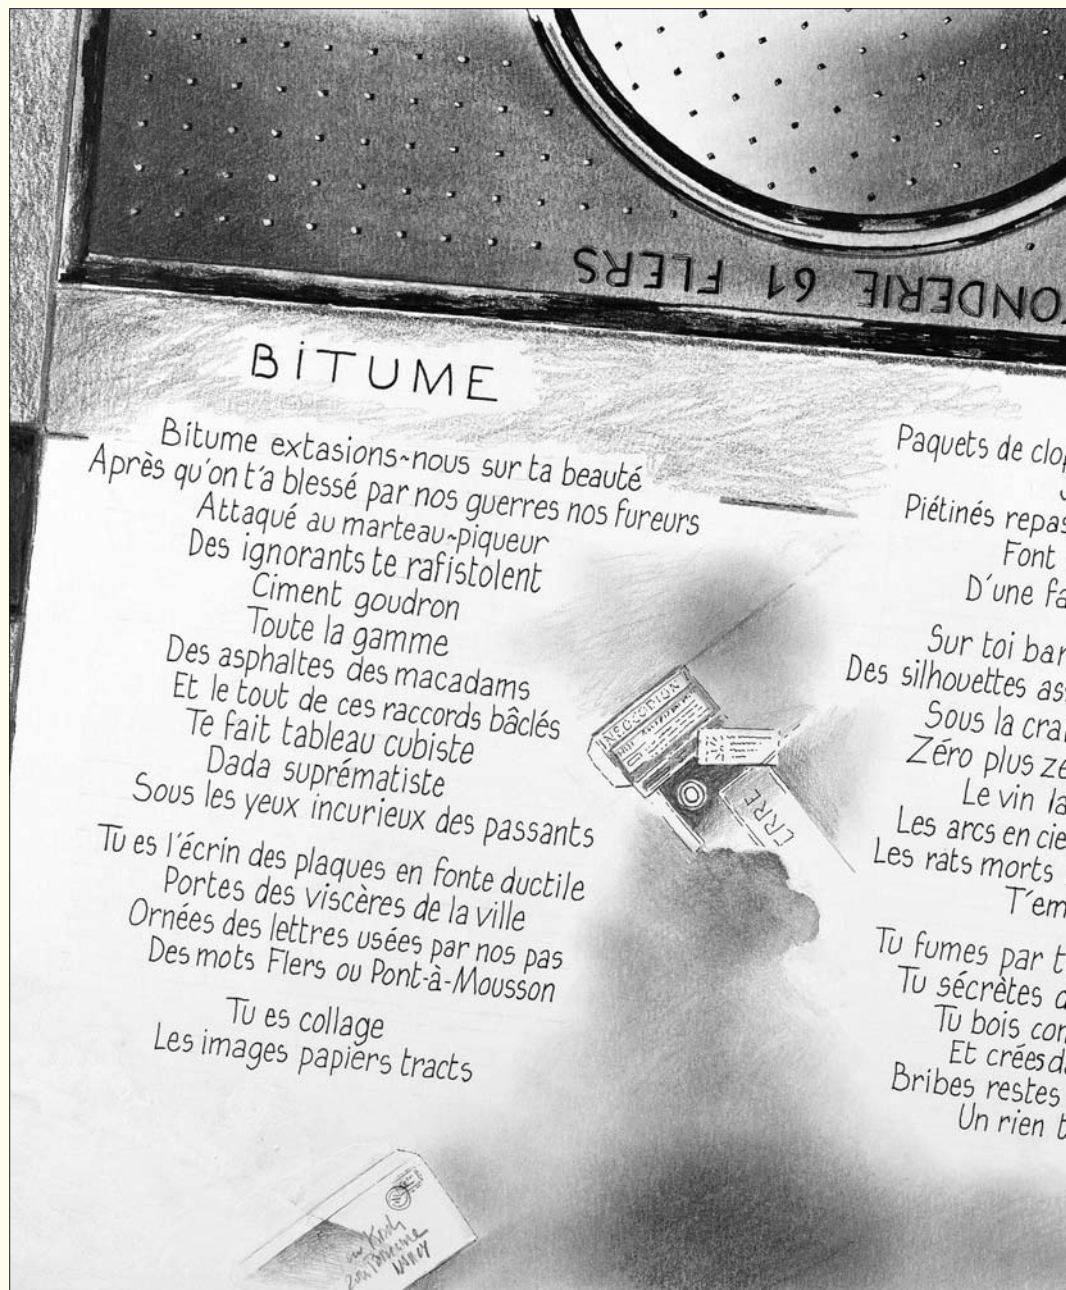 FONDERIE 61 FLERS
BiTUME
Bitume extasions-nous sur ta beauté
Après qu'on t'a blessé par nos guerres nos fureurs
Attaqué au marteau-piqueur
Des ignorants te rafistolent
Ciment goudron
Toute la gamme
Des asphaltes des macadams
Et le tout de ces raccords bâclés
Te fait tableau cubiste
Dada suprématiste
Sous les yeux incurieux des passants
Tu es l'écrin des plaques en fonte ductile
Portes des viscères de la ville
Ornées des lettres usées par nos pas
Des mots Flers ou Pont-à-Mousson
Tu es collage
Les images papiers tracts
NEOCODION
Paquets de clop
Piétinés repas
Font
D'une fa
Sur toi bar
Des silhouettes ass
Sous la cra
Zéro plus zé
Le vin la
Les arcs en cie
Les rats morts
T'em
Tu fumes par t
Tu sécrètes d
Tu bois con
Et crées da
Bribes restes
Un rien t
NANCY